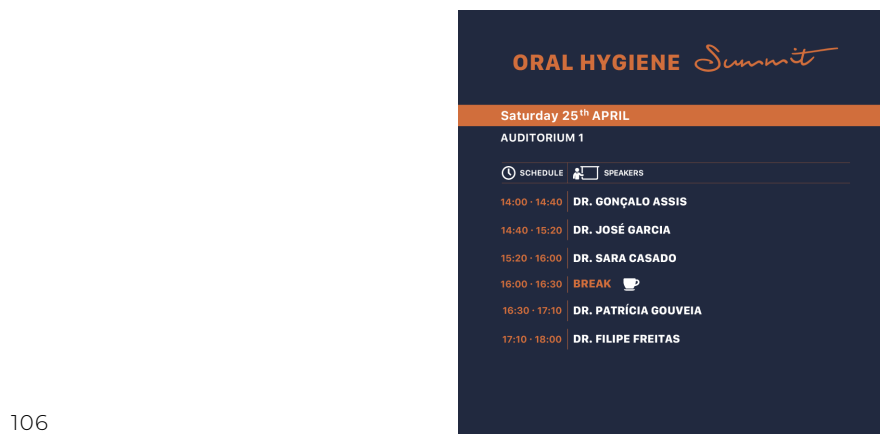 ORAL HYGIENE Summit
Saturday 25th APRIL
AUDITORIUM 1
SCHEDULE SPEAKERS
14:00 · 14:40 DR. GONÇALO ASSIS
14:40 · 15:20 DR. JOSÉ GARCIA
15:20 · 16:00 DR. SARA CASADO
16:00 · 16:30 BREAK
16:30 · 17:10 DR. PATRÍCIA GOUVEIA
17:10 · 18:00 DR. FILIPE FREITAS
106